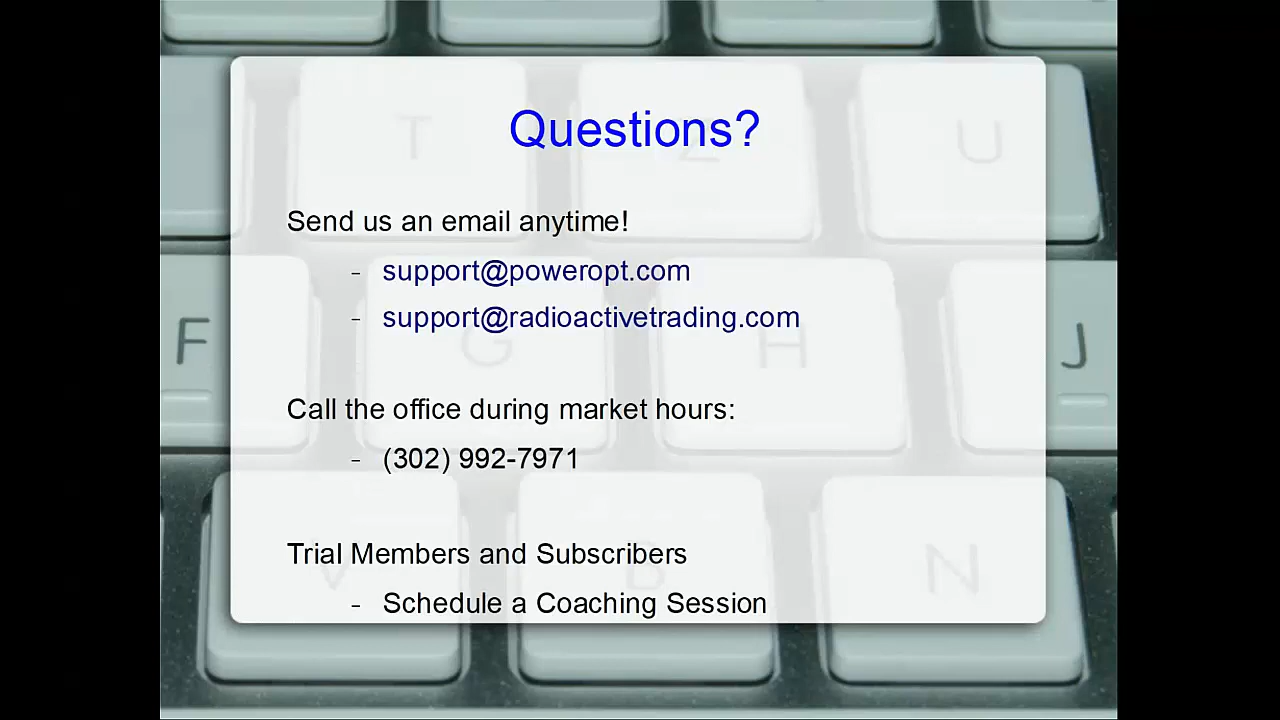 Questions?
Send us an email anytime!
- support@poweropt.com
- support@radioactivetrading.com
Call the office during market hours:
- (302) 992-7971
Trial Members and Subscribers
- Schedule a Coaching Session
T Z U
F G H J
V B N